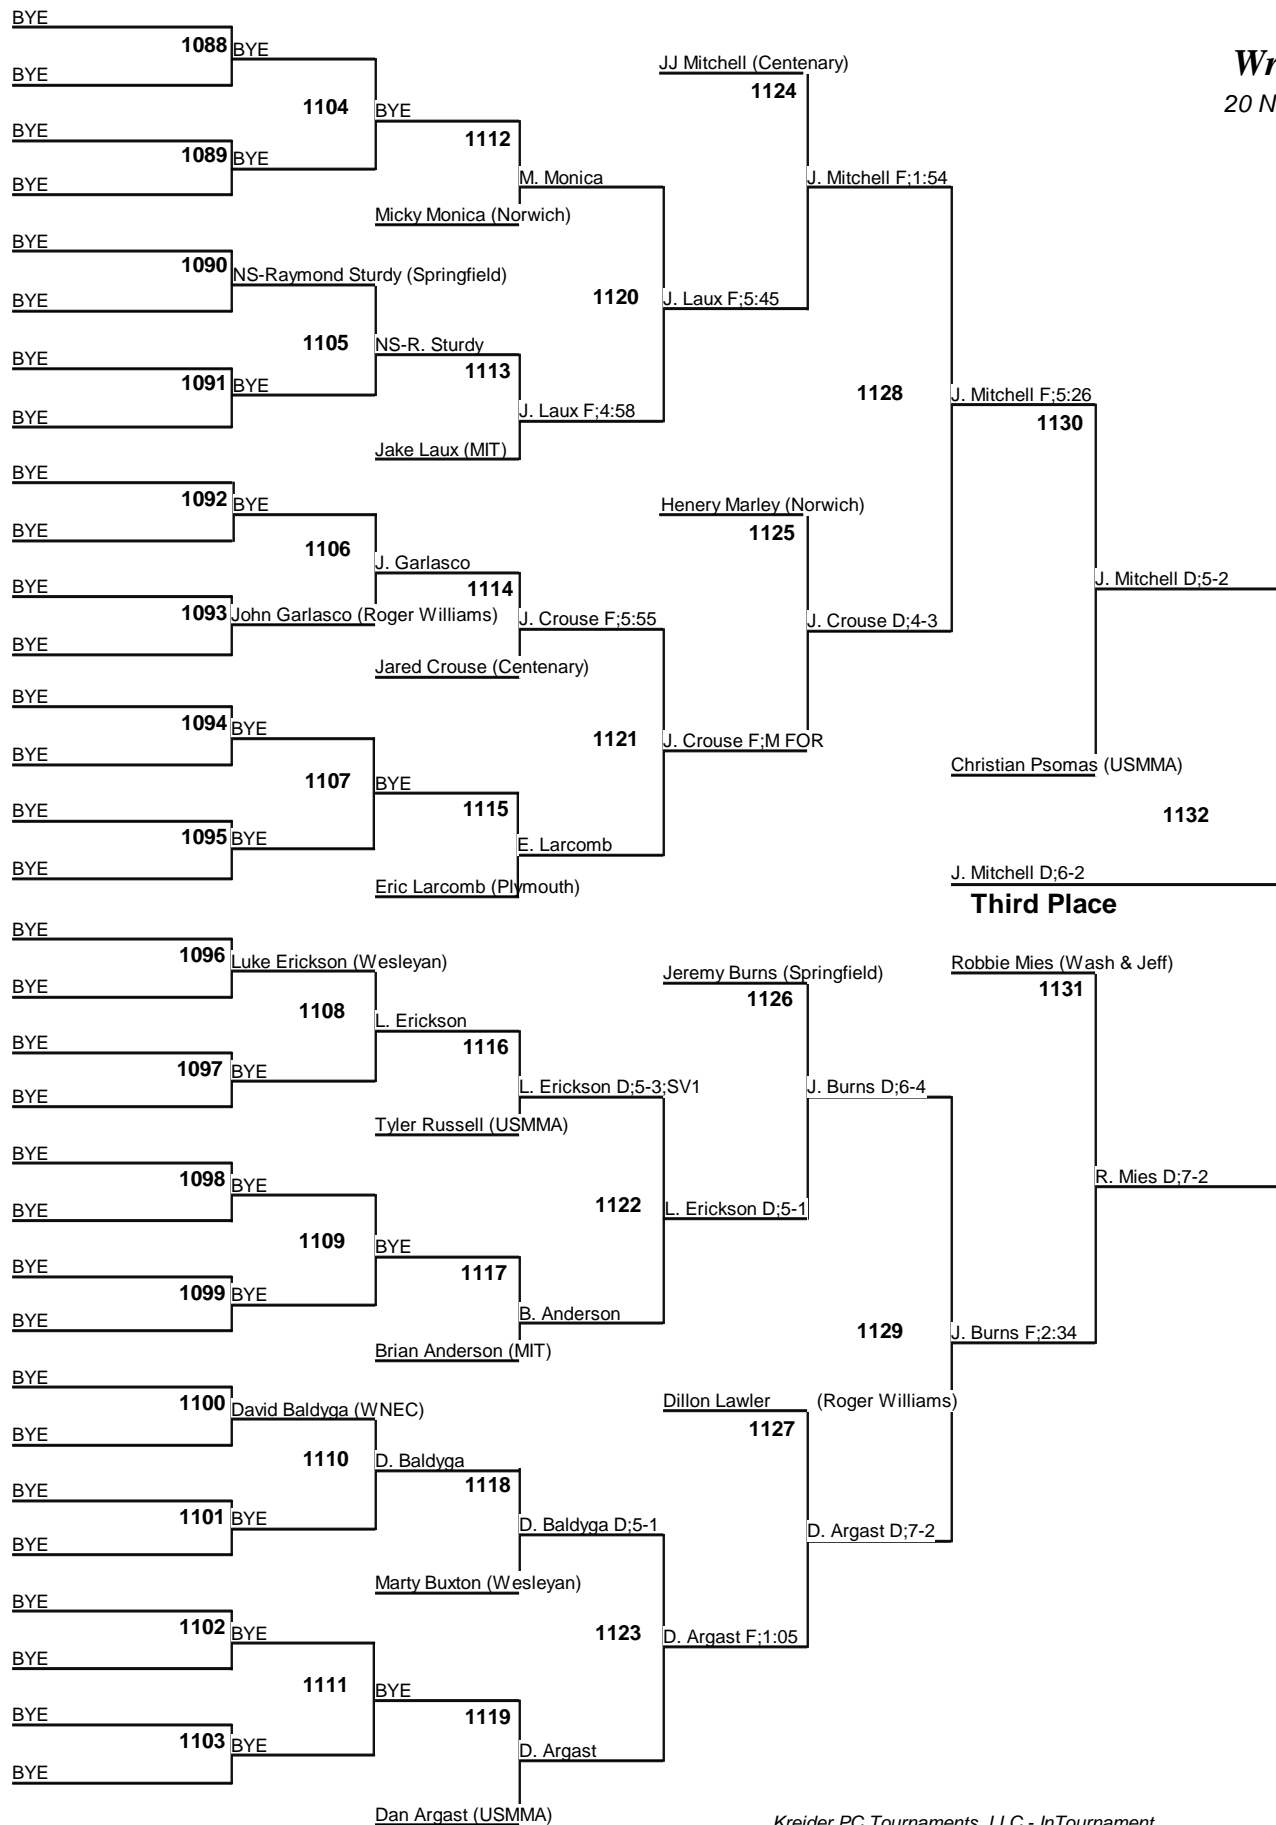 BYE
1088 BYE
BYE
1104 BYE
BYE
1089 BYE
BYE
1112 M. Monica
Micky Monica (Norwich)
BYE
1090 NS-Raymond Sturdy (Springfield)
BYE
1105 NS-R. Sturdy
BYE
1091 BYE
BYE
1113 J. Laux F;4:58
Jake Laux (MIT)
1120 J. Laux F;5:45
JJ Mitchell (Centenary)
1124 J. Mitchell F;1:54
Wr
20 N
BYE
1092 BYE
BYE
1106 J. Garlasco
BYE
1093 John Garlasco (Roger Williams)
BYE
1114 J. Crouse F;5:55
Jared Crouse (Centenary)
BYE
1094 BYE
BYE
1107 BYE
BYE
1095 BYE
BYE
1115 E. Larcomb
Eric Larcomb (Plymouth)
1121 J. Crouse F;M FOR
Henery Marley (Norwich)
1125 J. Crouse D;4-3
1128 J. Mitchell F;5:26
1130 J. Mitchell D;5-2
Christian Psomas (USMMA)
1132
J. Mitchell D;6-2
Third Place
BYE
1096 Luke Erickson (Wesleyan)
BYE
1108 L. Erickson
BYE
1097 BYE
BYE
1116 L. Erickson D;5-3;SV1
Tyler Russell (USMMA)
BYE
1098 BYE
BYE
1109 BYE
BYE
1099 BYE
BYE
1117 B. Anderson
Brian Anderson (MIT)
1122 L. Erickson D;5-1
Jeremy Burns (Springfield)
1126 J. Burns D;6-4
Robbie Mies (Wash & Jeff)
1131 R. Mies D;7-2
1129 J. Burns F;2:34
BYE
1100 David Baldyga (WNEC)
BYE
1110 D. Baldyga
BYE
1101 BYE
BYE
1118 D. Baldyga D;5-1
Marty Buxton (Wesleyan)
BYE
1102 BYE
BYE
1111 BYE
BYE
1103 BYE
BYE
1119 D. Argast
Dan Argast (USMMA)
1123 D. Argast F;1:05
Dillon Lawler (Roger Williams)
1127 D. Argast D;7-2
Kreider PC Tournaments, LLC - InTournament